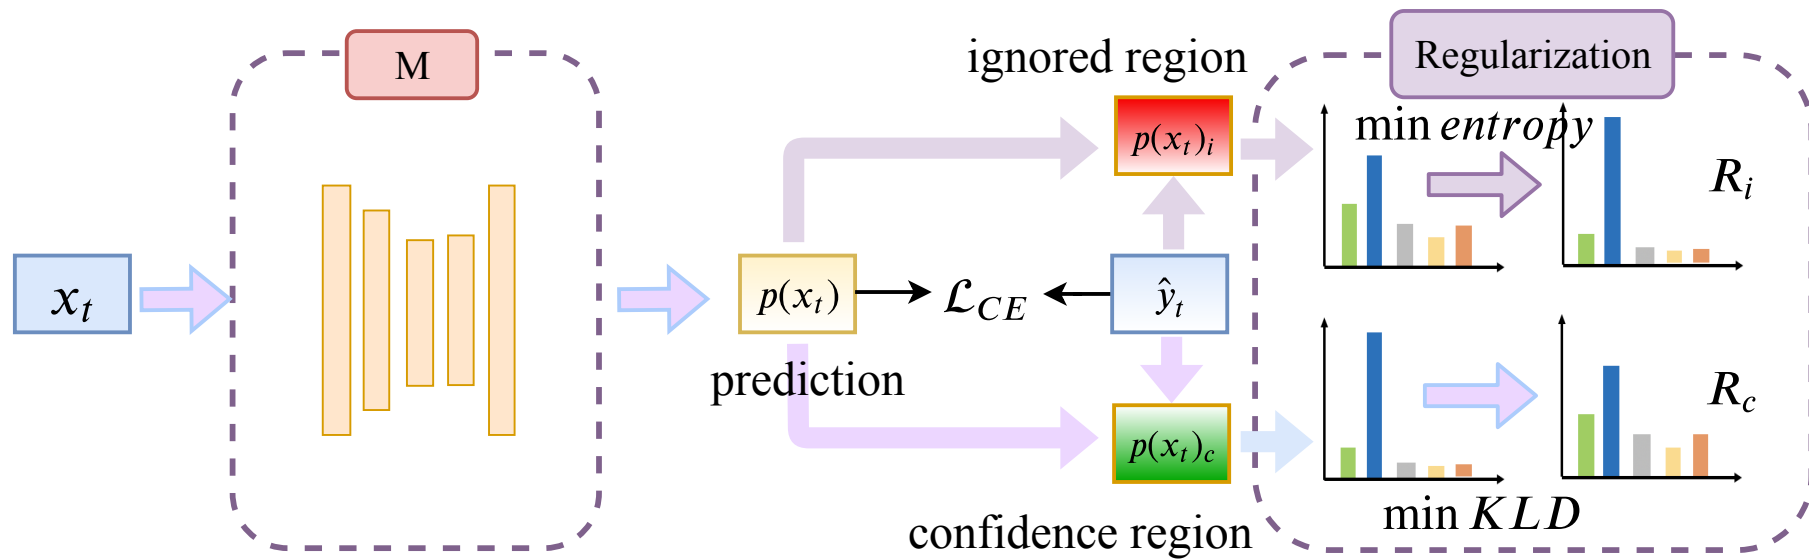 M
ignored region
Regularization
min entropy
p(x_t)_i
R_i
x_t
p(x_t)
ℒ_CE
ŷ_t
prediction
R_c
p(x_t)_c
min KLD
confidence region